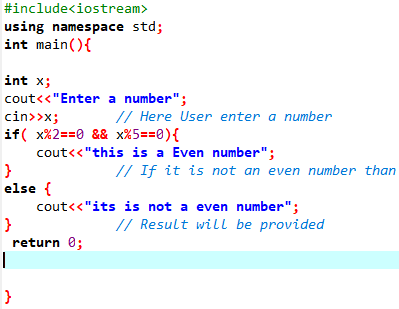 #include<iostream>
using namespace std;
int main(){
int x;
cout<<"Enter a number";
cin>>x;       // Here User enter a number
if( x%2==0 && x%5==0){
    cout<<"this is a Even number";
}             // If it is not an even number than
else {
    cout<<"its is not a even number";
}             // Result will be provided
 return 0;
}